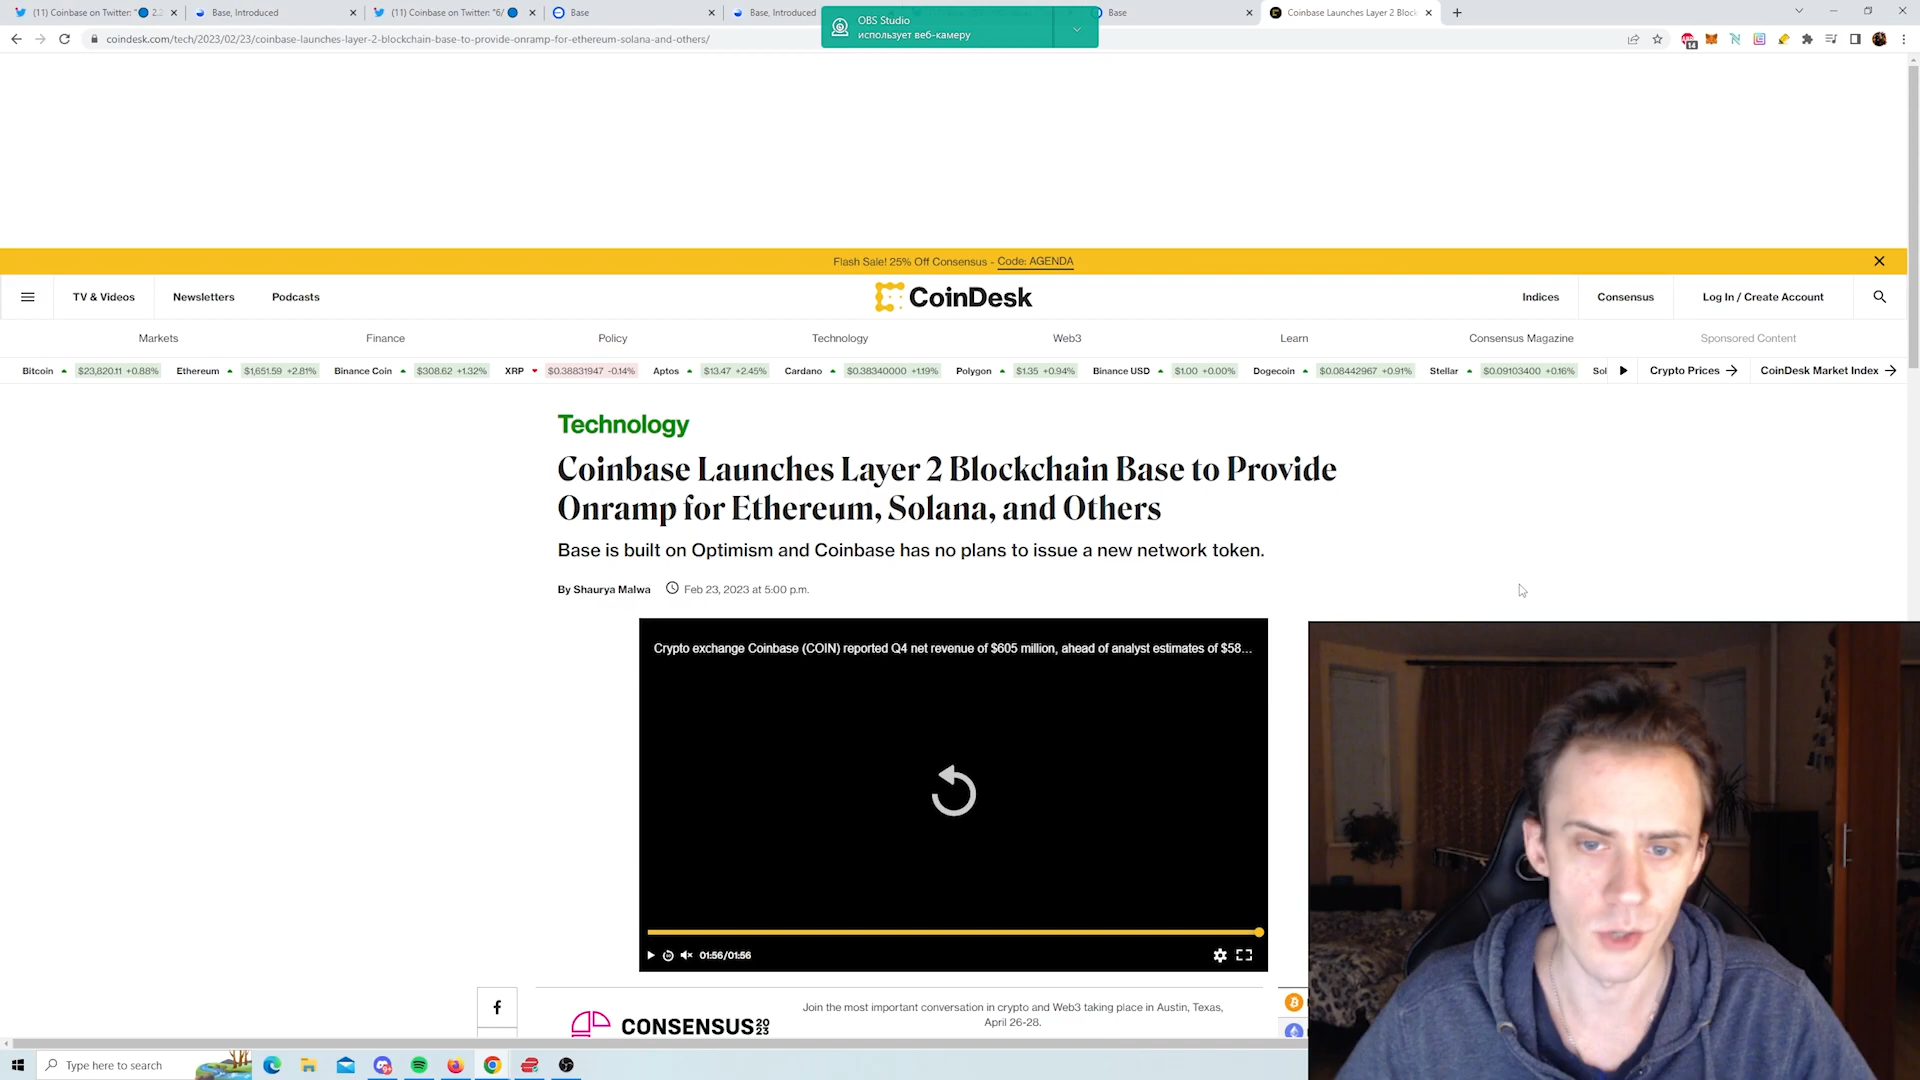 (11) Coinbase on Twitter: "🔵 2.2
Base, Introduced
(11) Coinbase on Twitter: "6/ 🔵
Base
Base, Introduced
Base
Coinbase Launches Layer 2 Block
OBS Studio
использует веб-камеру
coindesk.com/tech/2023/02/23/coinbase-launches-layer-2-blockchain-base-to-provide-onramp-for-ethereum-solana-and-others/
14
Flash Sale! 25% Off Consensus - Code: AGENDA
TV & Videos
Newsletters
Podcasts
CoinDesk
Indices
Consensus
Log In / Create Account
Markets
Finance
Policy
Technology
Web3
Learn
Consensus Magazine
Sponsored Content
Bitcoin $23,820.11 +0.88% Ethereum $1,651.59 +2.81% Binance Coin $308.62 +1.32% XRP $0.38831947 -0.14% Aptos $13.47 +2.45% Cardano $0.38340000 +1.19% Polygon $1.35 +0.94% Binance USD $1.00 +0.00% Dogecoin $0.08442967 +0.91% Stellar $0.09103400 +0.16% Sol
Crypto Prices
CoinDesk Market Index
Technology
Coinbase Launches Layer 2 Blockchain Base to Provide
Onramp for Ethereum, Solana, and Others
Base is built on Optimism and Coinbase has no plans to issue a new network token.
By Shaurya Malwa Feb 23, 2023 at 5:00 p.m.
Crypto exchange Coinbase (COIN) reported Q4 net revenue of $605 million, ahead of analyst estimates of $58...
01:56/01:56
CONSENSUS 20
23
Join the most important conversation in crypto and Web3 taking place in Austin, Texas,
April 26-28.
Type here to search